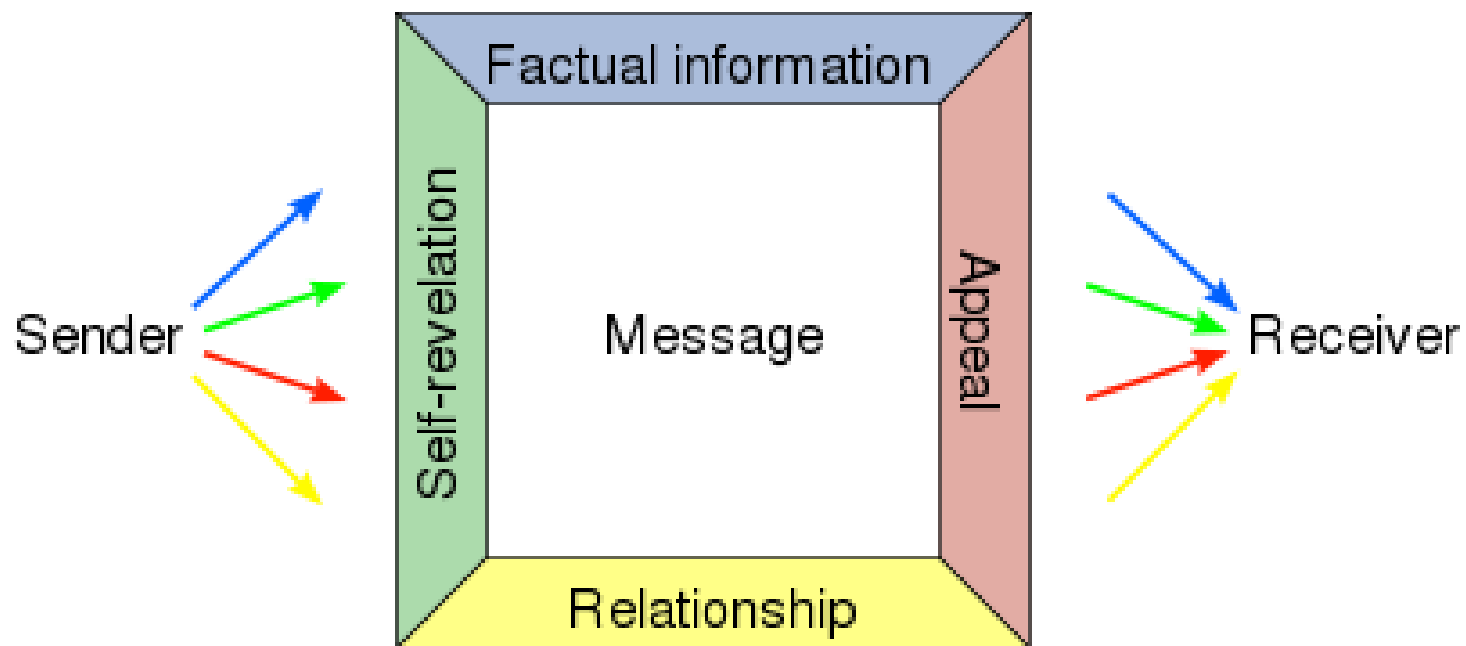 Factual information
Sender
Self-revelation
Message
Appeal
Receiver
Relationship